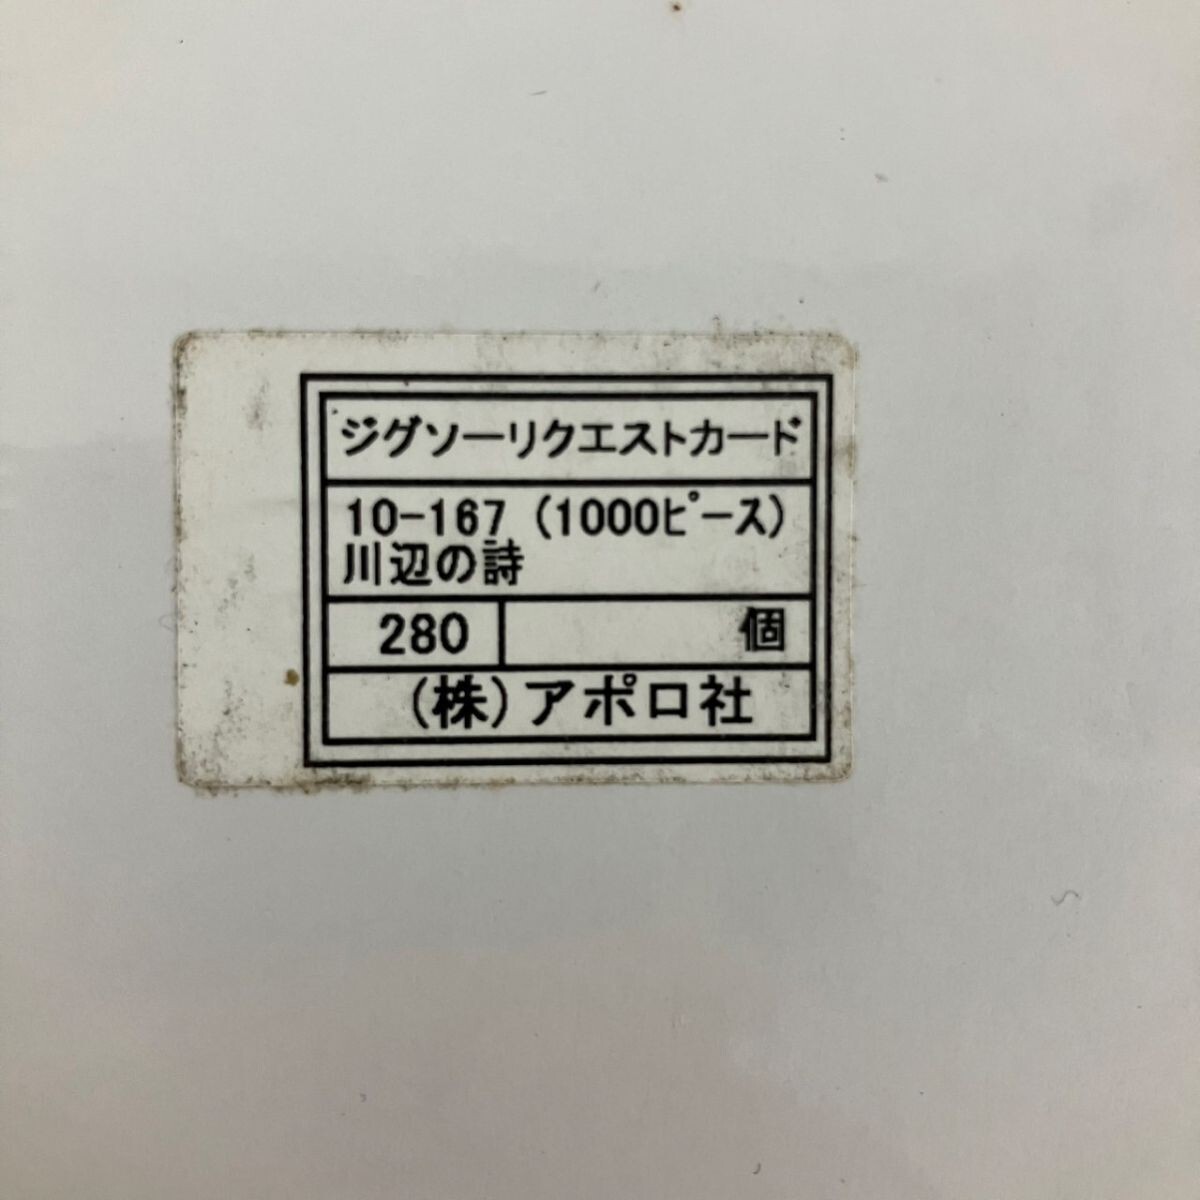 ジグソーリクエストカード
10-167 (1000ﾋﾟｰｽ)
川辺の詩
280 個
(株)アポロ社